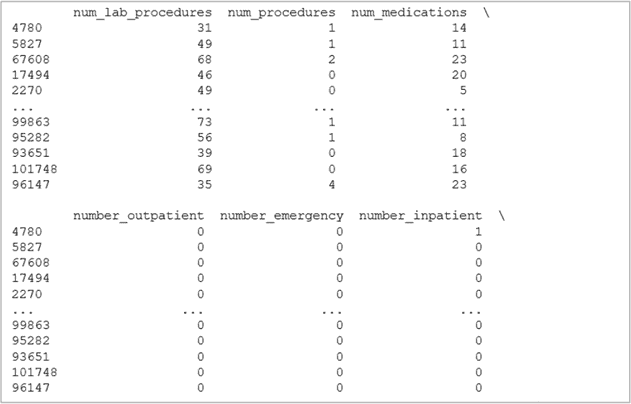 num_lab_procedures num_procedures num_medications \
4780 31 1 14
5827 49 1 11
67608 68 2 23
17494 46 0 20
2270 49 0 5
... ... ... ...
99863 73 1 11
95282 56 1 8
93651 39 0 18
101748 69 0 16
96147 35 4 23
number_outpatient number_emergency number_inpatient \
4780 0 0 1
5827 0 0 0
67608 0 0 0
17494 0 0 0
2270 0 0 0
... ... ... ...
99863 0 0 0
95282 0 0 0
93651 0 0 0
101748 0 0 0
96147 0 0 0